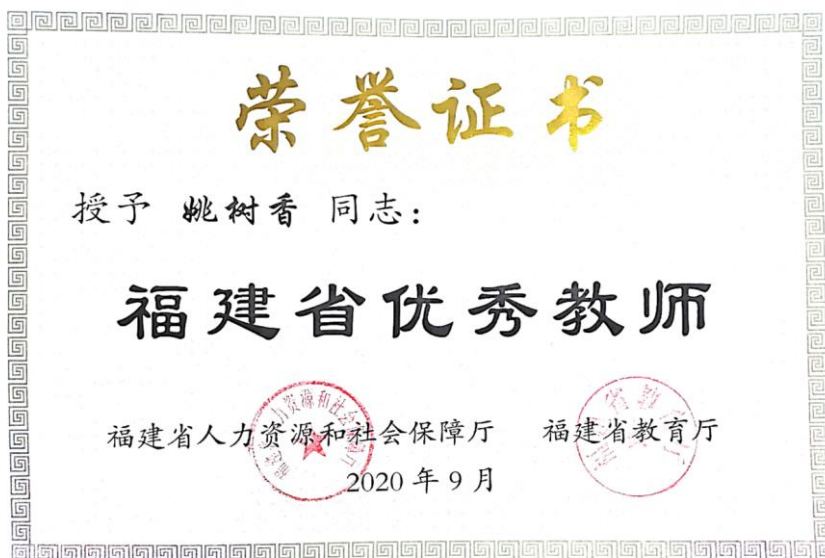 荣誉证书
授予 姚树香 同志：
福建省优秀教师
福建省人力资源和社会保障厅 福建省教育厅
2020年9月